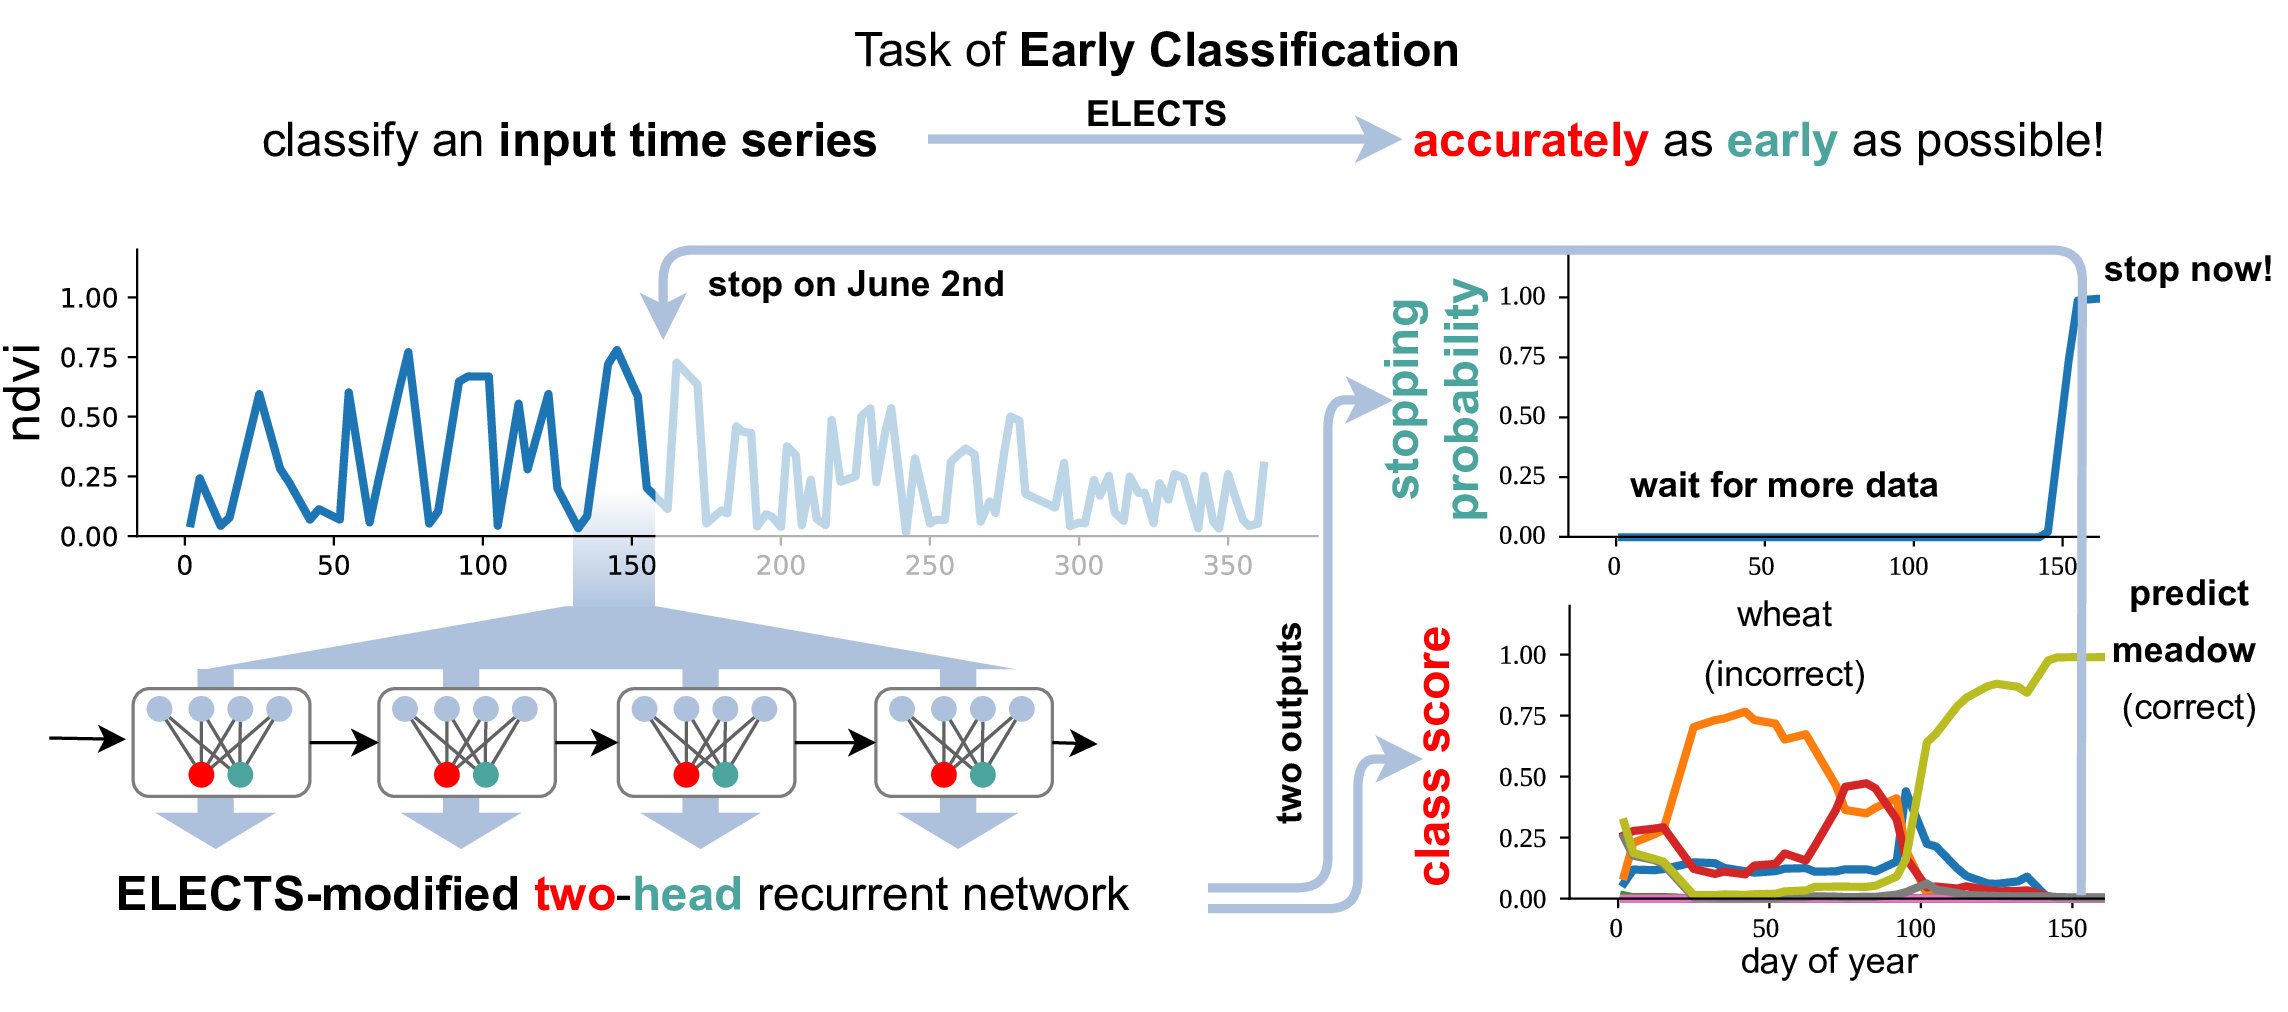 Task of Early Classification
ELECTS
classify an input time series
accurately as early as possible!
stop on June 2nd
ndvi
1.00
0.75
0.50
0.25
0.00
0 50 100 150 200 250 300 350
stopping
probability
stop now!
1.00
0.75
0.50
0.25
0.00
wait for more data
0 50 100 150
two outputs
class score
wheat
(incorrect)
predict
meadow
(correct)
1.00
0.75
0.50
0.25
0.00
0 50 100 150
day of year
ELECTS-modified two-head recurrent network